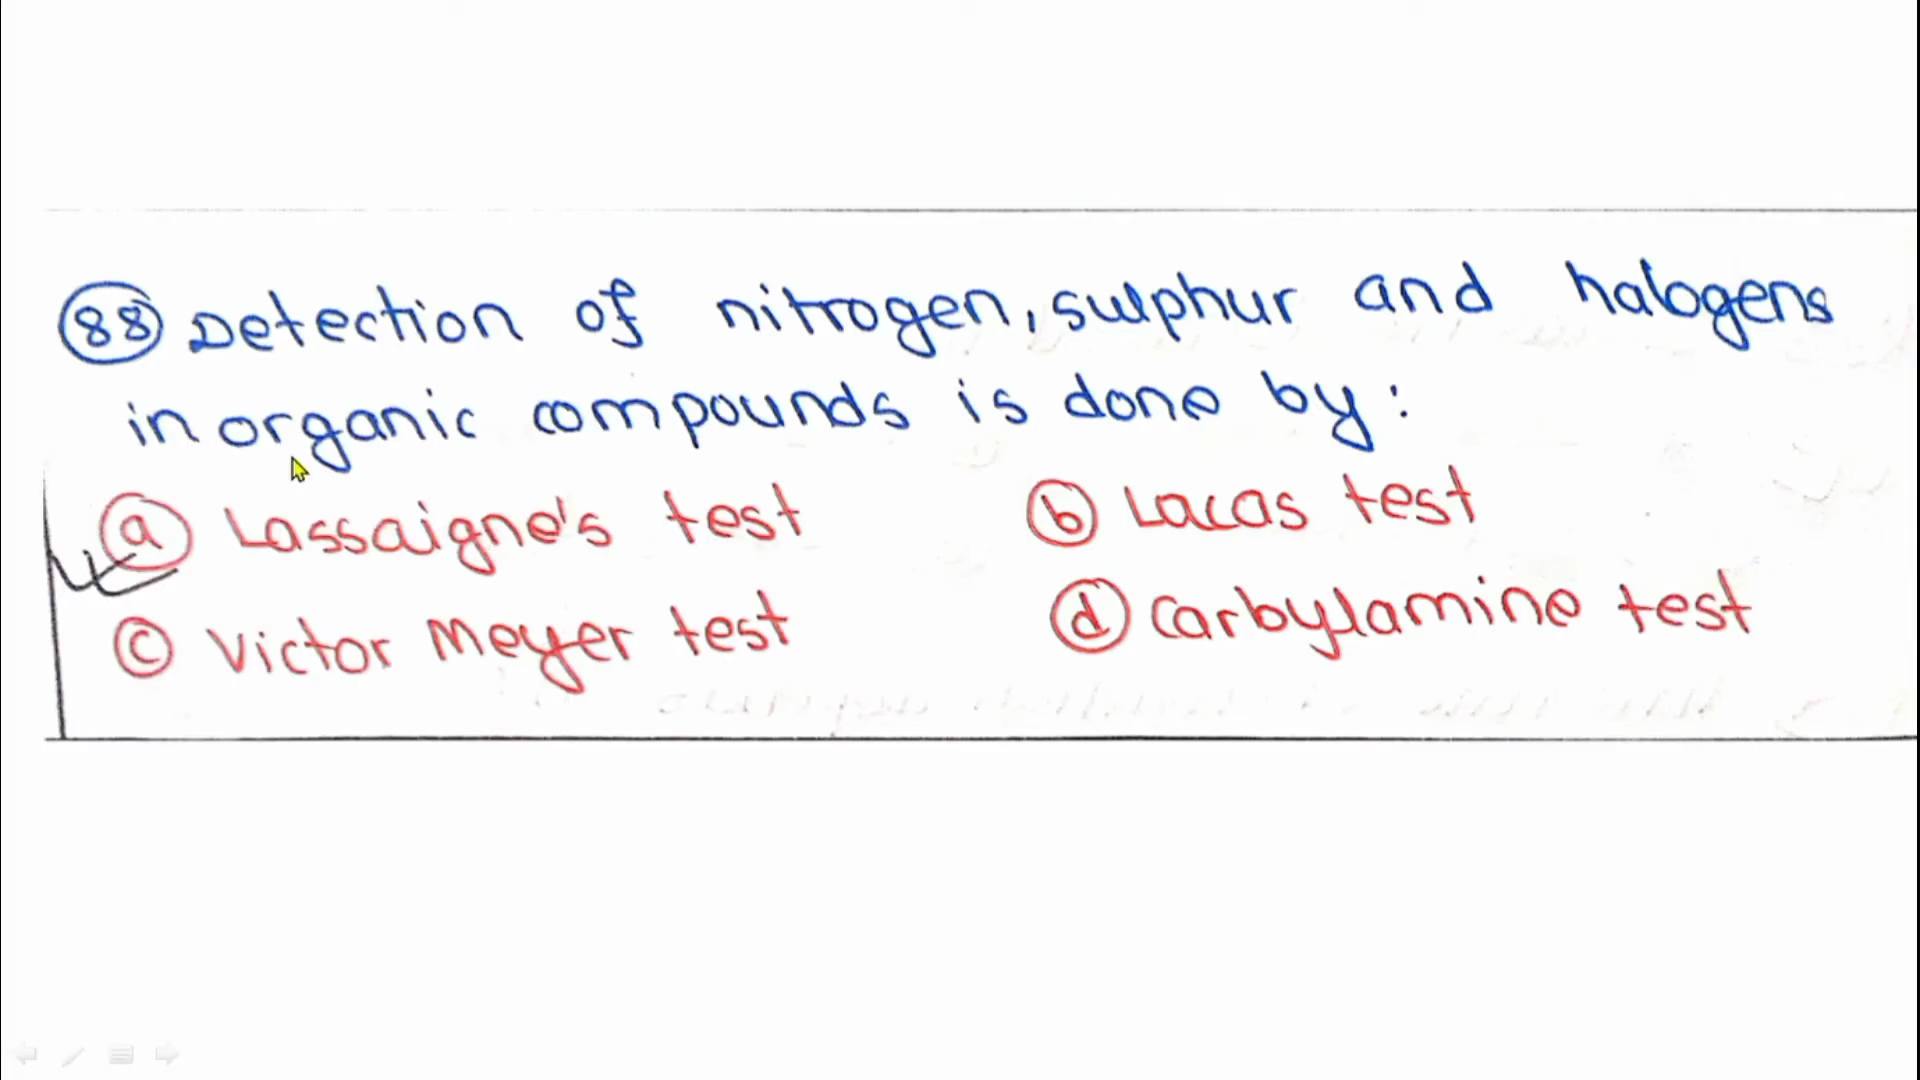 88 Detection of nitrogen, sulphur and halogens
in organic compounds is done by:
a Lassaigne's test
b Lacas test
c Victor Meyer test
d Carbylamine test